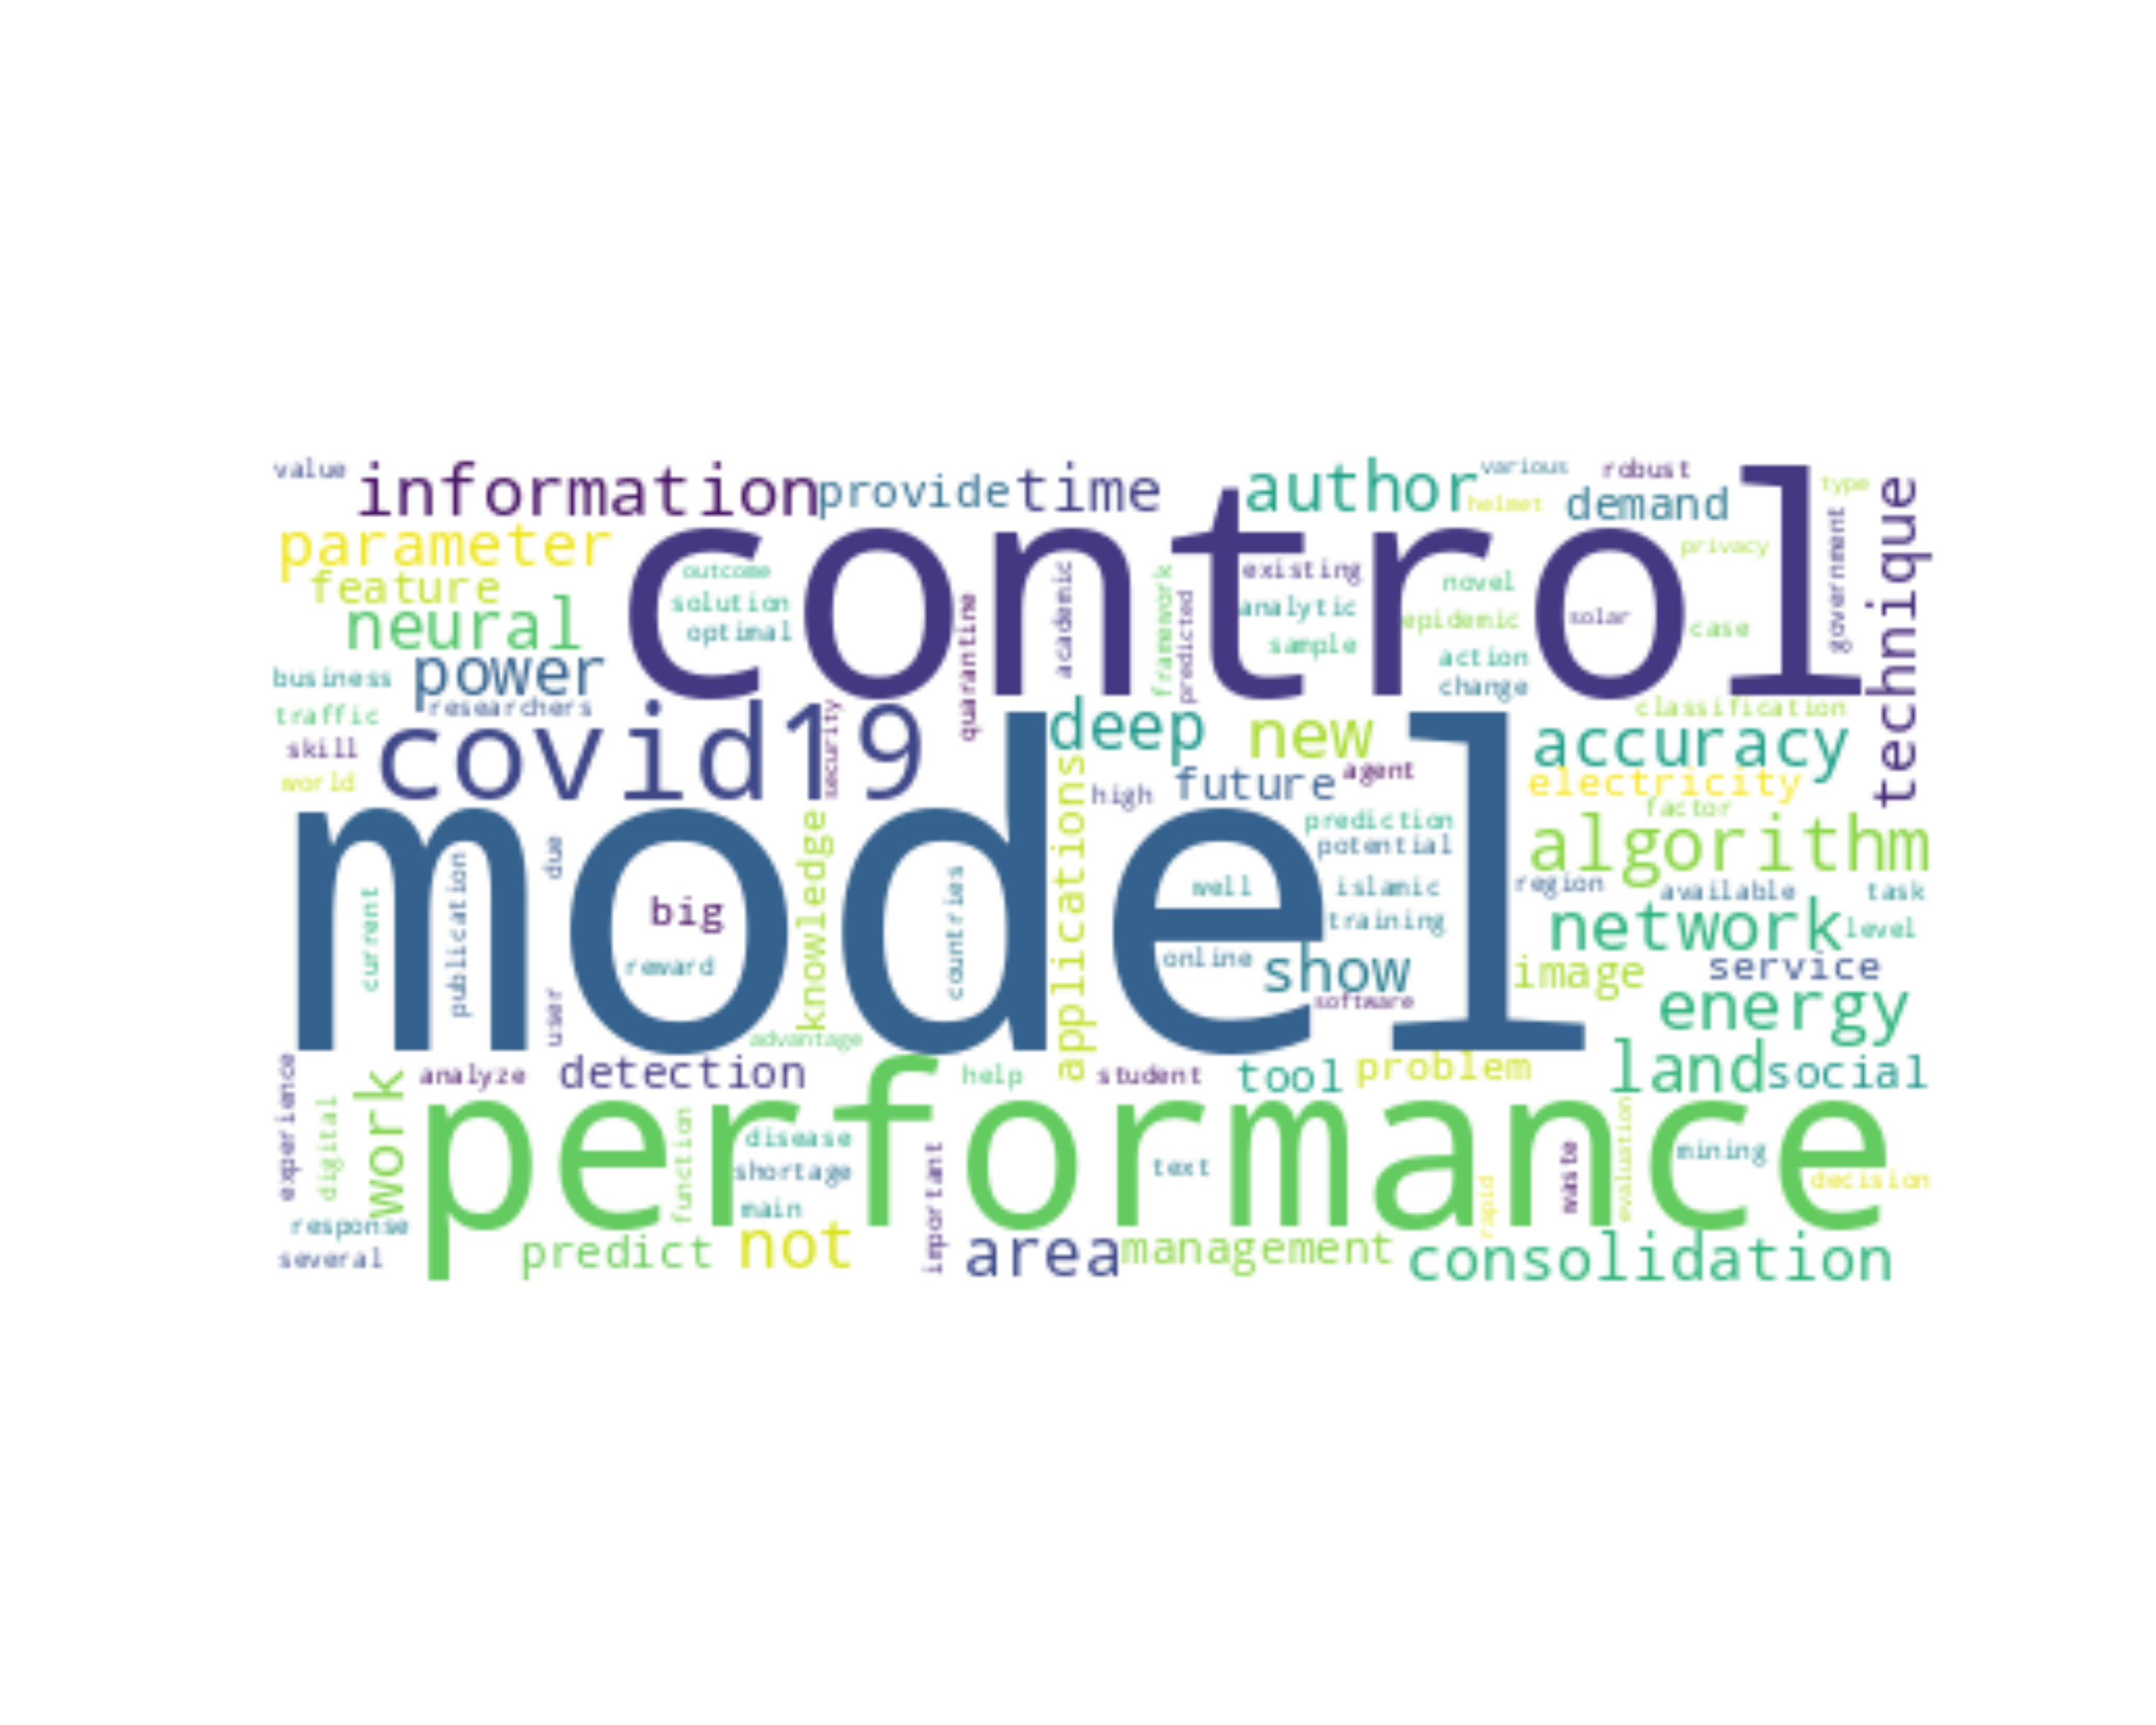 value information provide time author various robust type
helmet demand
parameter control technique
feature outcome academic existing novel privacy government
neural solution framework analytic epidemic solar case
optimal quarantine predicted sample action
business power change
traffic researchers classification
skill covid19 security deep new accuracy
world high future agent electricity
model applications prediction factor
due knowledge potential algorithm
current publication big countries well islamic region available task
reward training network level
user online show image service
advantage software energy
experience analyze detection help student tool problem land social
digital work performance
function disease text waste evaluation mining
shortage important rapid decision
response main
several predict not area management consolidation